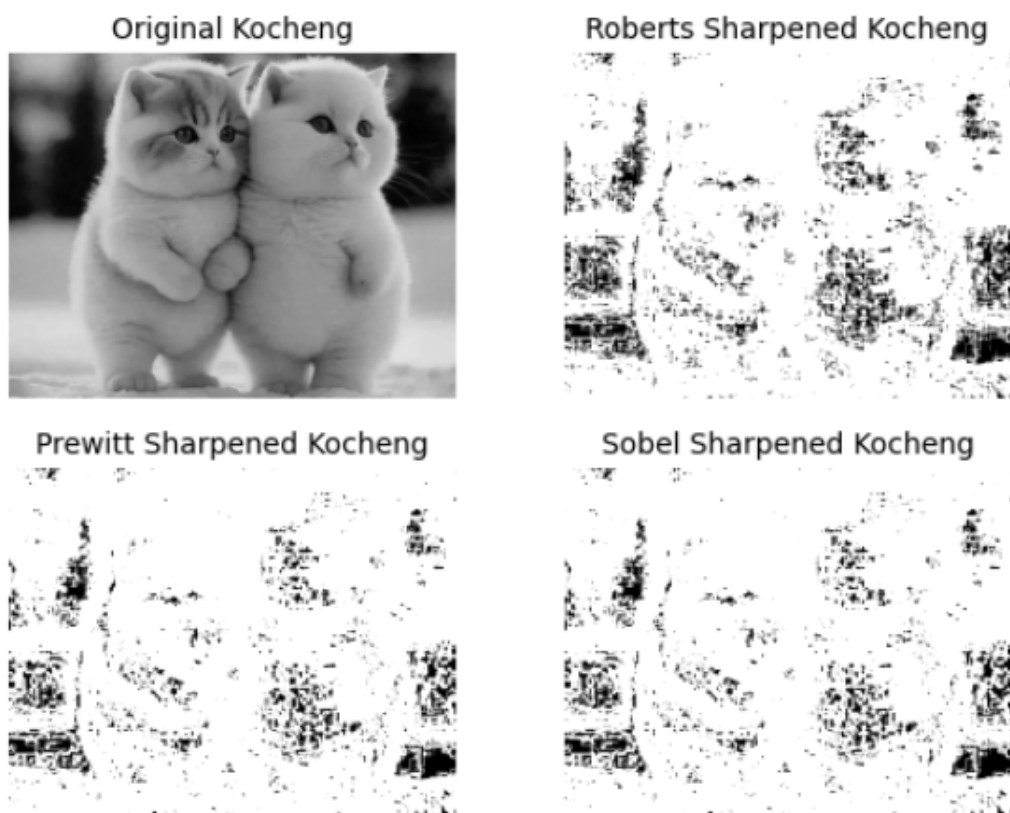 Original Kocheng
Roberts Sharpened Kocheng
Prewitt Sharpened Kocheng
Sobel Sharpened Kocheng